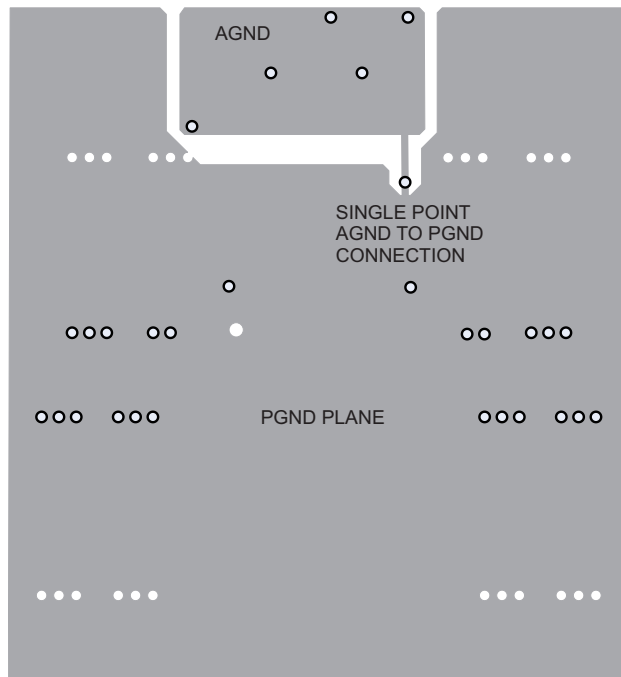 AGND
SINGLE POINT
AGND TO PGND
CONNECTION
PGND PLANE